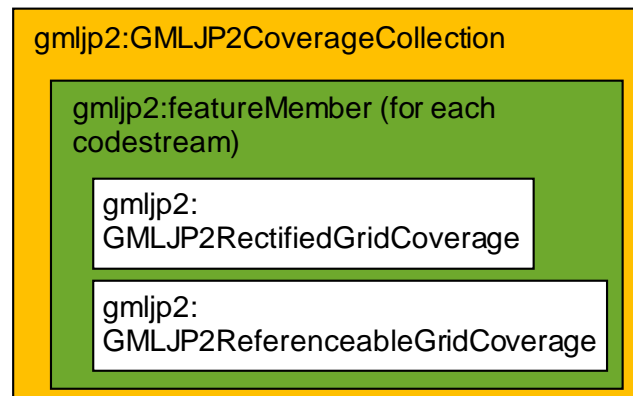 gmljp2:GMLJP2CoverageCollection
gmljp2:featureMember (for each
codestream)
gmljp2:
GMLJP2RectifiedGridCoverage
gmljp2:
GMLJP2ReferenceableGridCoverage